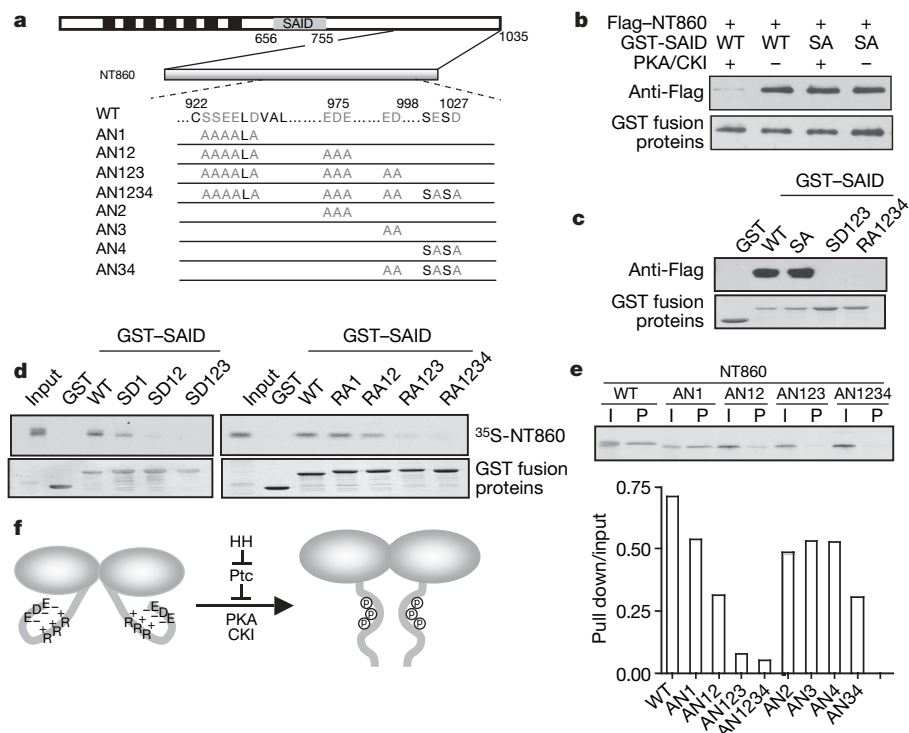 a
SAID
656 755
1035
NT860
922 975 998 1027
WT ...CSSEELDVAL.......EDE......ED....SESD
AN1 AAAALA
AN12 AAAALA AAA
AN123 AAAALA AAA AA
AN1234 AAAALA AAA AA SASA
AN2 AAA
AN3 AA
AN4 SASA
AN34 AA SASA
b
Flag–NT860 + + + +
GST-SAID WT WT SA SA
PKA/CKI + – + –
Anti-Flag
GST fusion
proteins
c
GST–SAID
GST WT SA SD123 RA1234
Anti-Flag
GST fusion
proteins
d
GST–SAID
Input GST WT SD1 SD12 SD123
GST–SAID
Input GST WT RA1 RA12 RA123 RA1234
35S-NT860
GST fusion
proteins
e
NT860
WT AN1 AN12 AN123 AN1234
I P I P I P I P I P
Pull down/input
0.75
0.50
0.25
0.00
WT AN1 AN12 AN123 AN1234 AN2 AN3 AN4 AN34
f
HH
Ptc
PKA
CKI
E D E – – – + + + R R R
R R R + + + – – – E D E
P P P
P P P